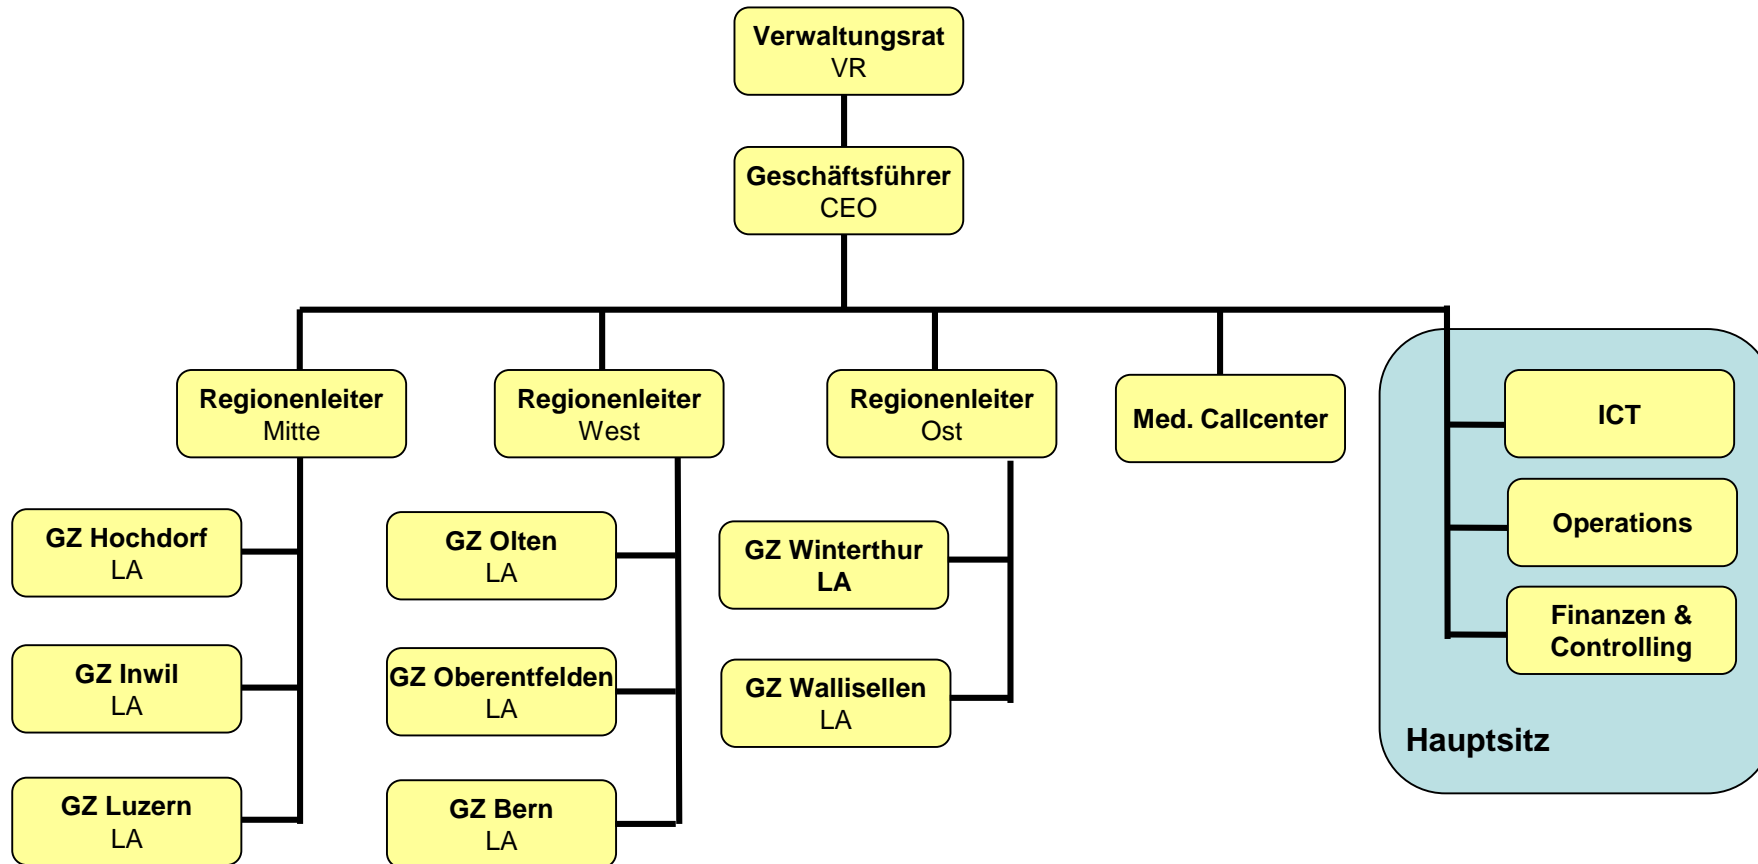 Verwaltungsrat
VR
Geschäftsführer
CEO
Regionenleiter
Mitte
Regionenleiter
West
Regionenleiter
Ost
Med. Callcenter
ICT
Operations
Finanzen &
Controlling
Hauptsitz
GZ Hochdorf
LA
GZ Inwil
LA
GZ Luzern
LA
GZ Olten
LA
GZ Oberentfelden
LA
GZ Bern
LA
GZ Winterthur
LA
GZ Wallisellen
LA